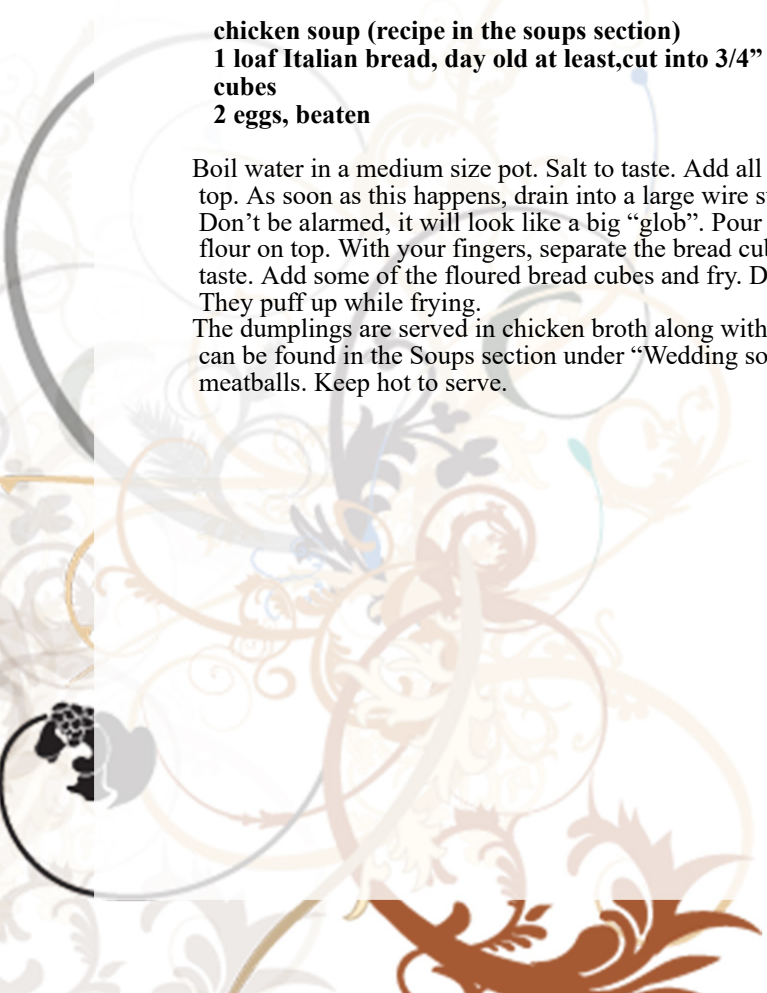 chicken soup (recipe in the soups section)
1 loaf Italian bread, day old at least,cut into 3/4”
cubes
2 eggs, beaten
Boil water in a medium size pot. Salt to taste. Add all
top. As soon as this happens, drain into a large wire
Don’t be alarmed, it will look like a big “glob”. Pour
flour on top. With your fingers, separate the bread
taste. Add some of the floured bread cubes and fry.
They puff up while frying.
The dumplings are served in chicken broth along with
can be found in the Soups section under “Wedding
meatballs. Keep hot to serve.